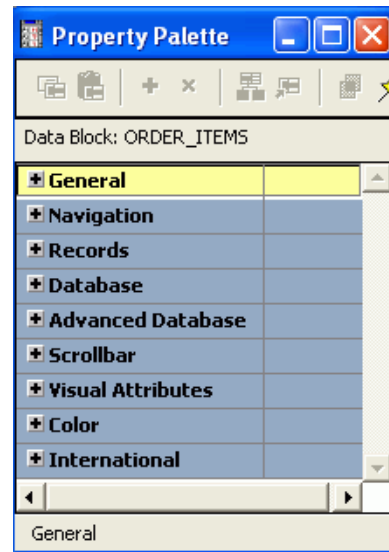 Property Palette
Data Block: ORDER_ITEMS
General
Navigation
Records
Database
Advanced Database
Scrollbar
Visual Attributes
Color
International
General